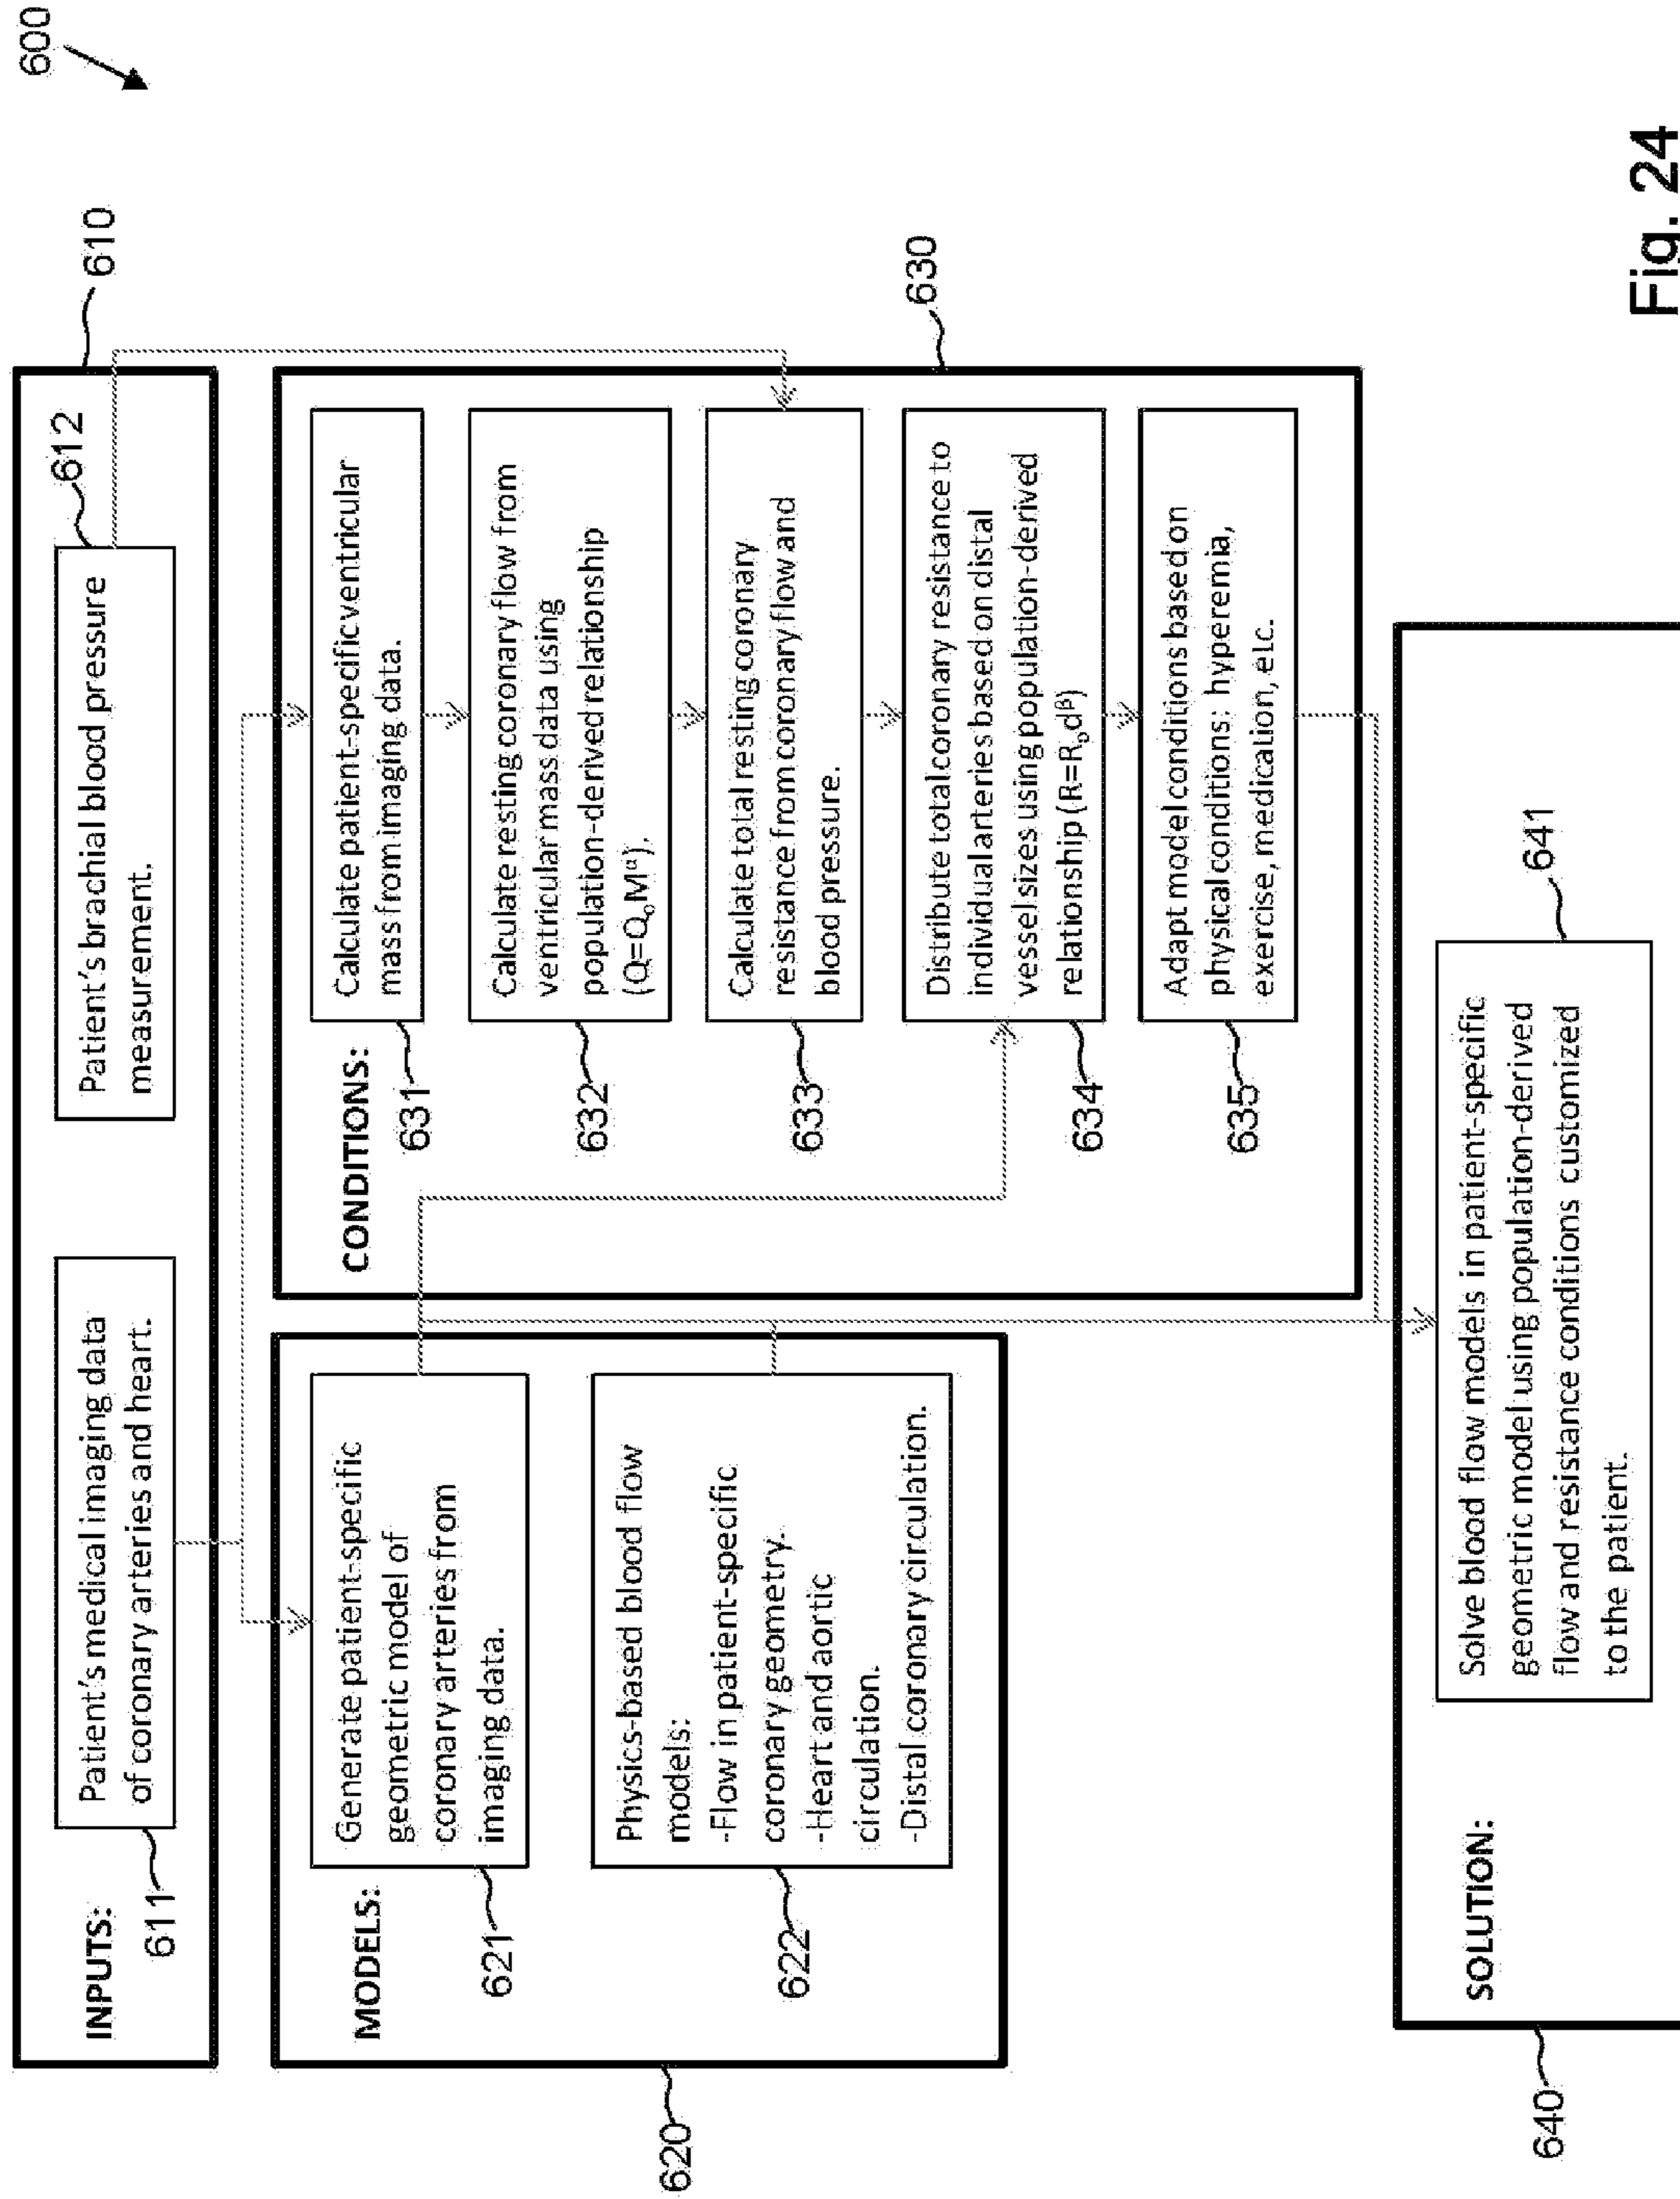 600
610
INPUTS:
611
Patient's medical imaging data
of coronary arteries and heart.
612
Patient's brachial blood pressure
measurement.
620
MODELS:
621
Generate patient-specific
geometric model of
coronary arteries from
imaging data.
622
Physics-based blood flow
models:
-Flow in patient-specific
coronary geometry.
-Heart and aortic
circulation.
-Distal coronary circulation.
630
CONDITIONS:
631
Calculate patient-specific ventricular
mass from imaging data.
632
Calculate resting coronary flow from
ventricular mass data using
population-derived relationship
(Q=Q₀Mᵅ).
633
Calculate total resting coronary
resistance from coronary flow and
blood pressure.
634
Distribute total coronary resistance to
individual arteries based on distal
vessel sizes using population-derived
relationship (R=R₀dᵝ)
635
Adapt model conditions based on
physical conditions: hyperemia,
exercise, medication, etc.
640
SOLUTION:
641
Solve blood flow models in patient-specific
geometric model using population-derived
flow and resistance conditions customized
to the patient.
Fig. 24